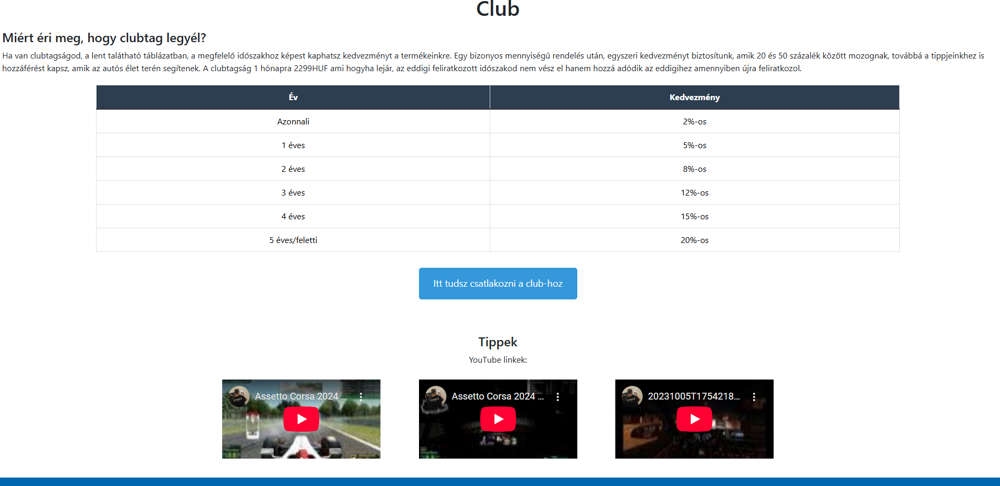 Club
Miért éri meg, hogy clubtag legyél?
Ha van clubtagságod, a lent talátható táblázatban, a megfelelő időszakhoz képest kaphatsz kedvezményt a termékeinkre. Egy bizonyos mennyiségű rendelés után, egyszeri kedvezményt biztosítunk, amik 20 és 50 százalék között mozognak, továbbá a tippjeinkhez is
hozzáférést kapsz, amik az autós élet terén segítenek. A clubtagság 1 hónapra 2299HUF ami hogyha lejár, az eddigi feliratkozott időszakod nem vész el hanem hozzá adódik az eddigihez amennyiben újra feliratkozol.
Év Kedvezmény
Azonnali 2%-os
1 éves 5%-os
2 éves 8%-os
3 éves 12%-os
4 éves 15%-os
5 éves/feletti 20%-os
Itt tudsz csatlakozni a club-hoz
Tippek
YouTube linkek:
Assetto Corsa 2024 ... Assetto Corsa 2024 ... 20231005T1754218...